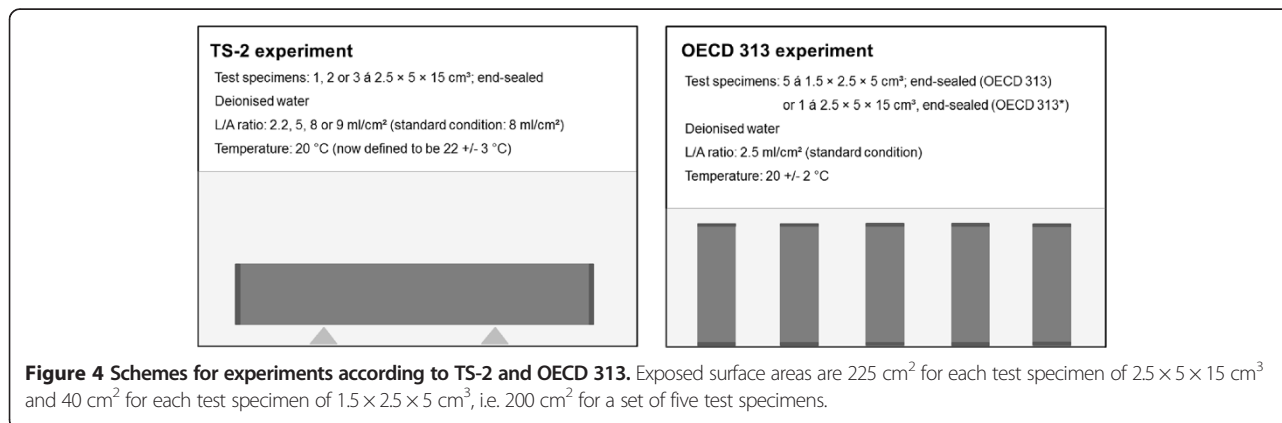 TS-2 experiment
Test specimens: 1, 2 or 3 á 2.5 × 5 × 15 cm³; end-sealed
Deionised water
L/A ratio: 2.2, 5, 8 or 9 ml/cm² (standard condition: 8 ml/cm²)
Temperature: 20 °C (now defined to be 22 +/- 3 °C)
OECD 313 experiment
Test specimens: 5 á 1.5 × 2.5 × 5 cm³; end-sealed (OECD 313)
or 1 á 2.5 × 5 × 15 cm³, end-sealed (OECD 313*)
Deionised water
L/A ratio: 2.5 ml/cm² (standard condition)
Temperature: 20 +/- 2 °C
Figure 4 Schemes for experiments according to TS-2 and OECD 313. Exposed surface areas are 225 cm² for each test specimen of 2.5 × 5 × 15 cm³
and 40 cm² for each test specimen of 1.5 × 2.5 × 5 cm³, i.e. 200 cm² for a set of five test specimens.